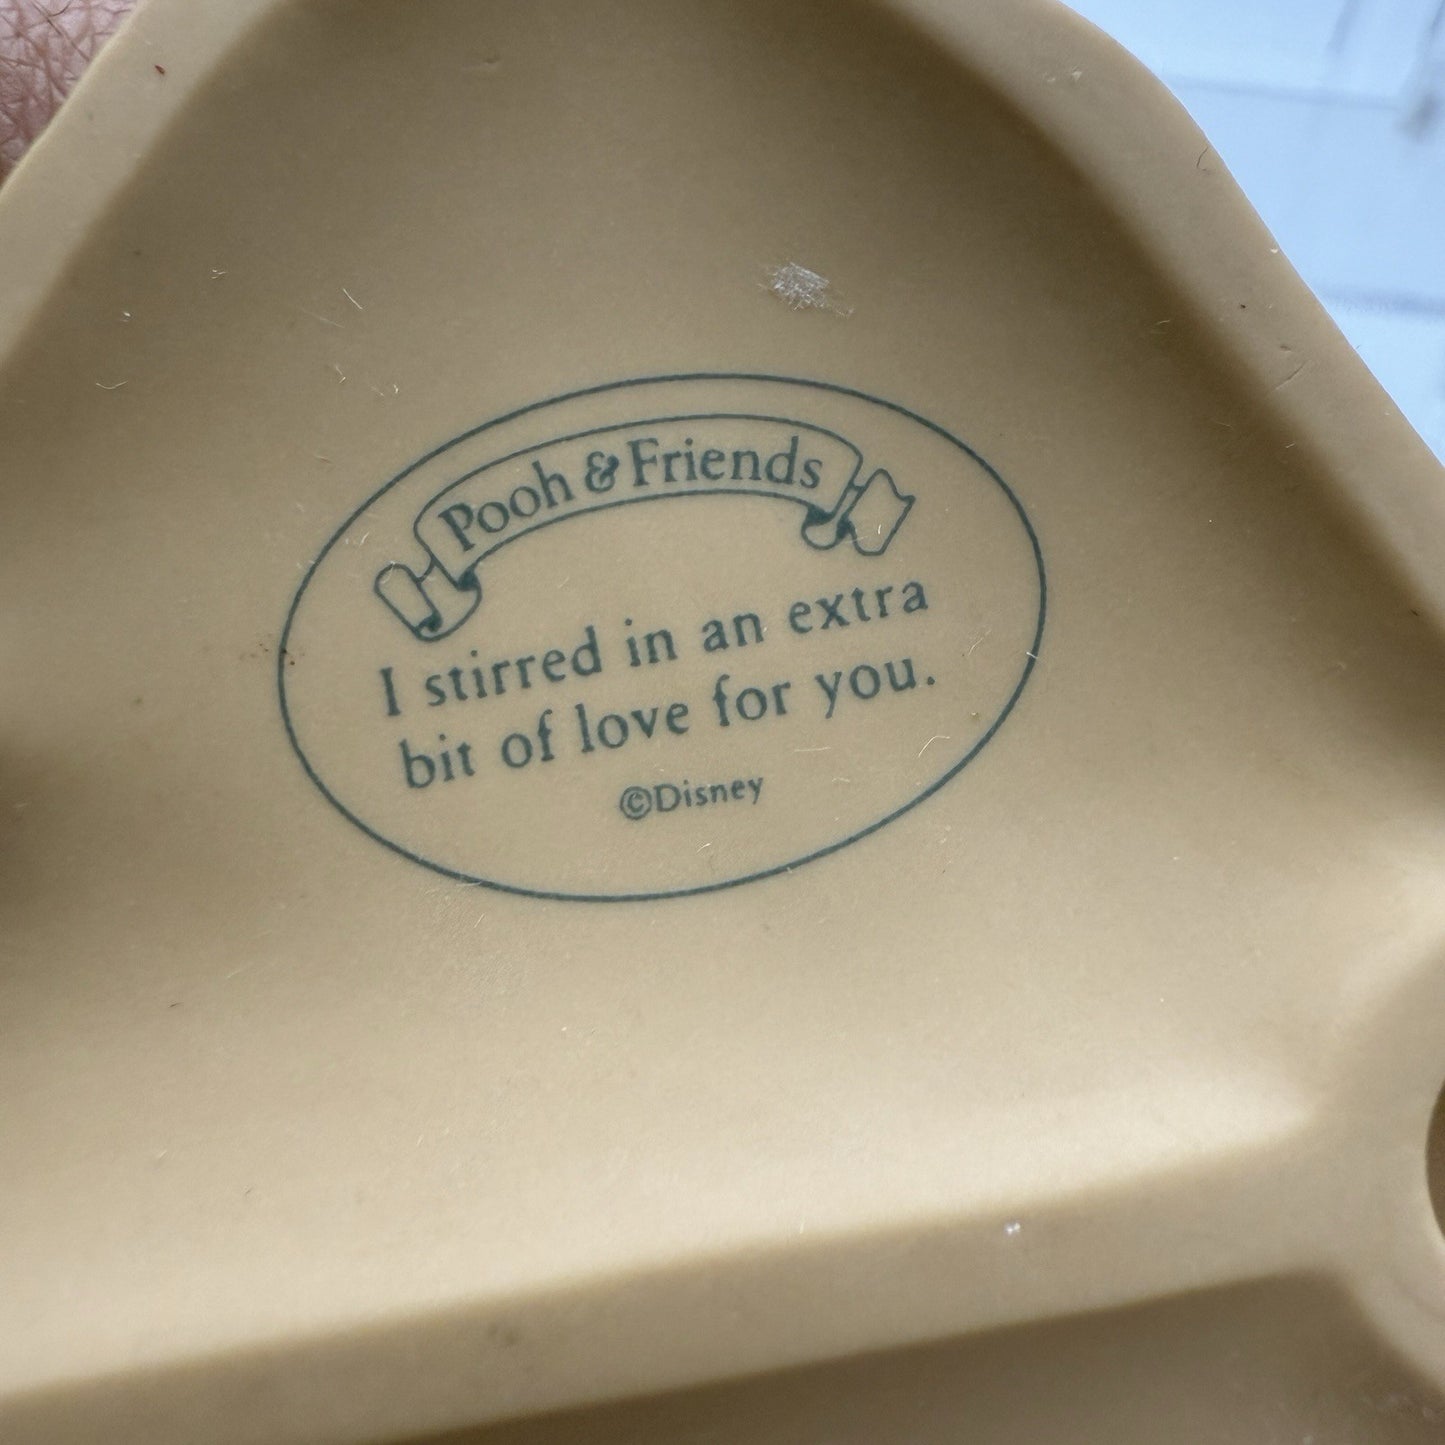 Pooh & Friends
I stirred in an extra
bit of love for you.
©Disney